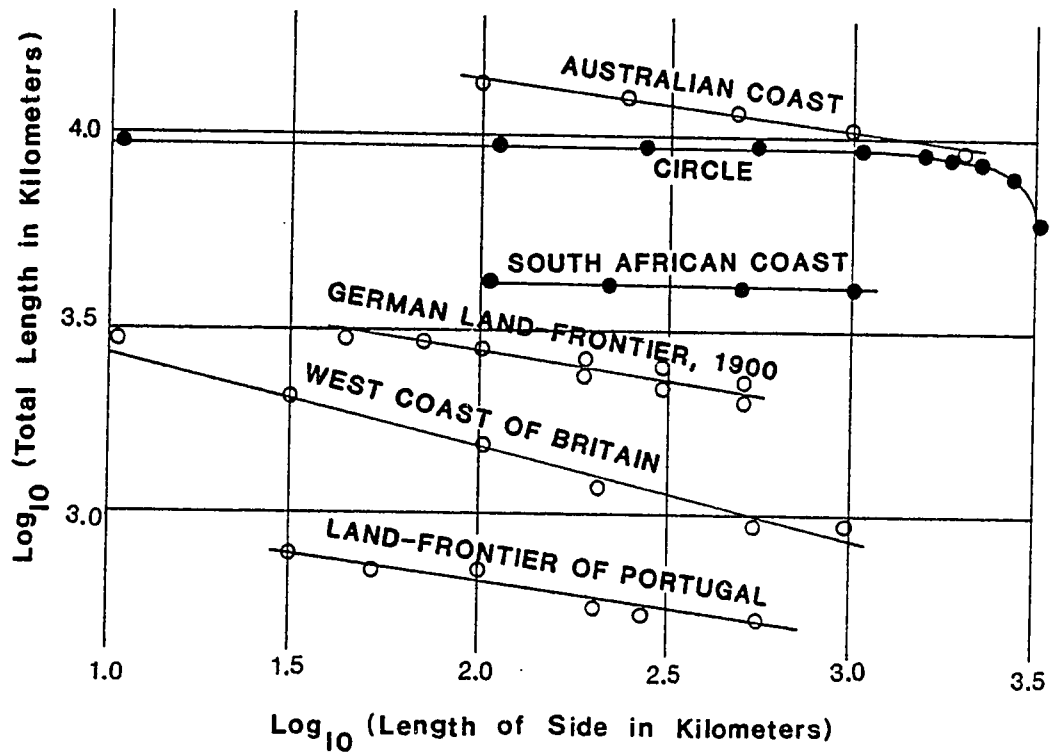 Log10 (Total Length in Kilometers)
4.0
3.5
3.0
AUSTRALIAN COAST
CIRCLE
SOUTH AFRICAN COAST
GERMAN LAND-FRONTIER, 1900
WEST COAST OF BRITAIN
LAND-FRONTIER OF PORTUGAL
1.0 1.5 2.0 2.5 3.0 3.5
Log10 (Length of Side in Kilometers)